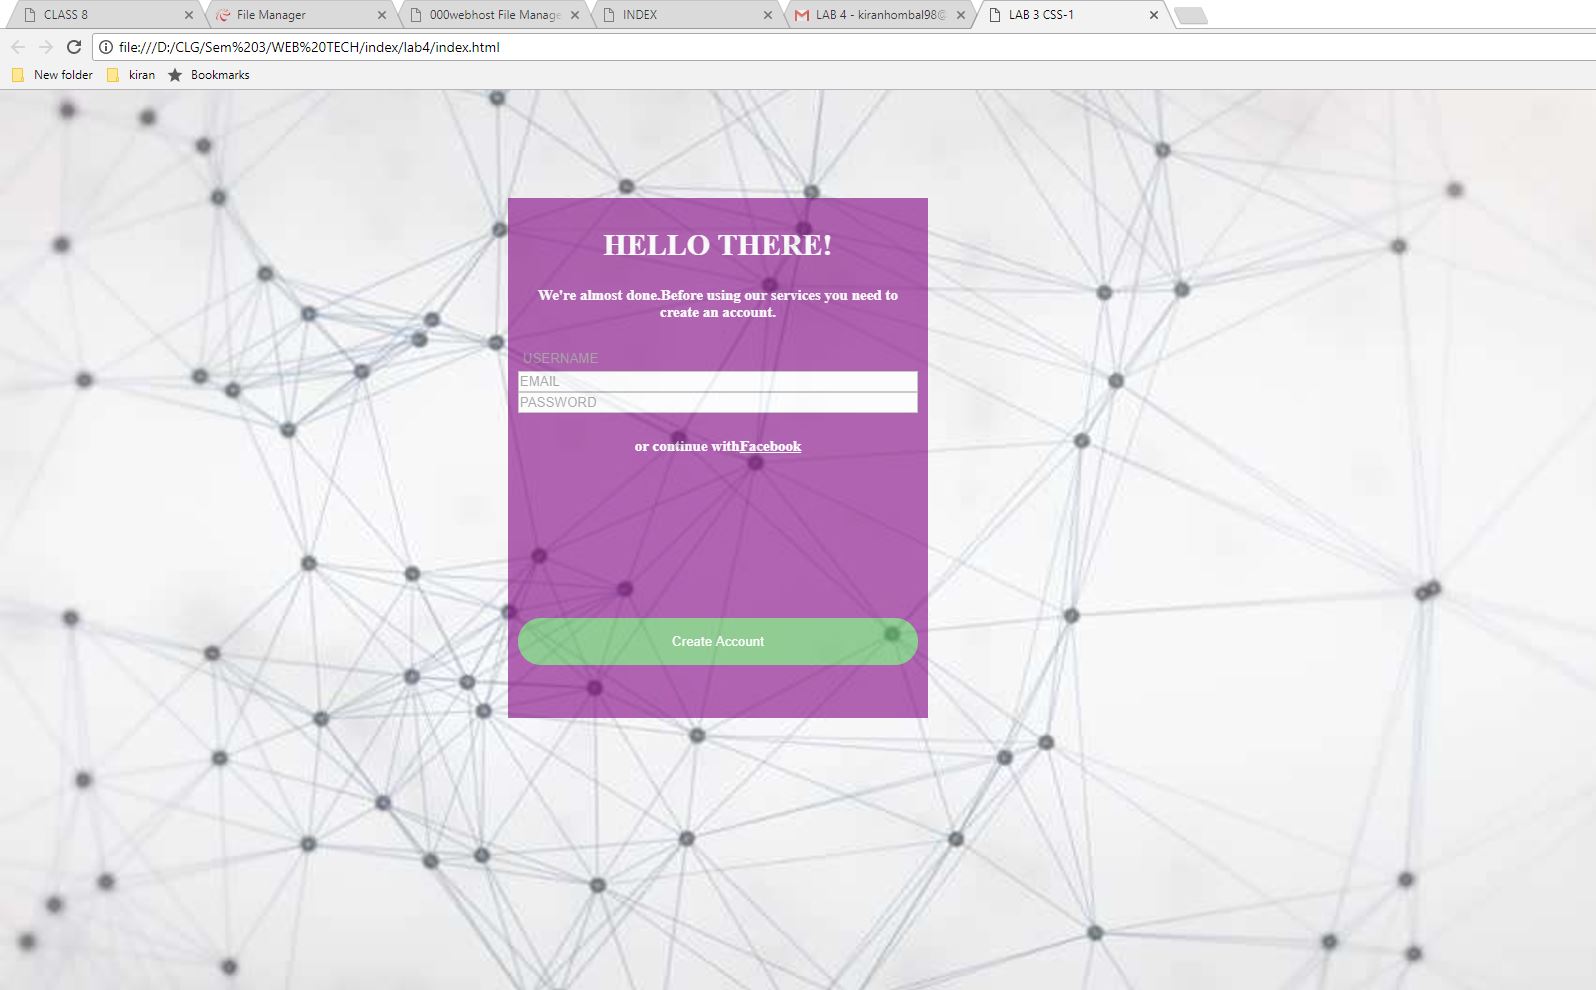 CLASS 8
File Manager
000webhost File Manage
INDEX
LAB 4 - kiranhombal98@
LAB 3 CSS-1
file:///D:/CLG/Sem%203/WEB%20TECH/index/lab4/index.html
New folder
kiran
Bookmarks
HELLO THERE!
We're almost done.Before using our services you need to
create an account.
USERNAME
EMAIL
PASSWORD
or continue withFacebook
Create Account